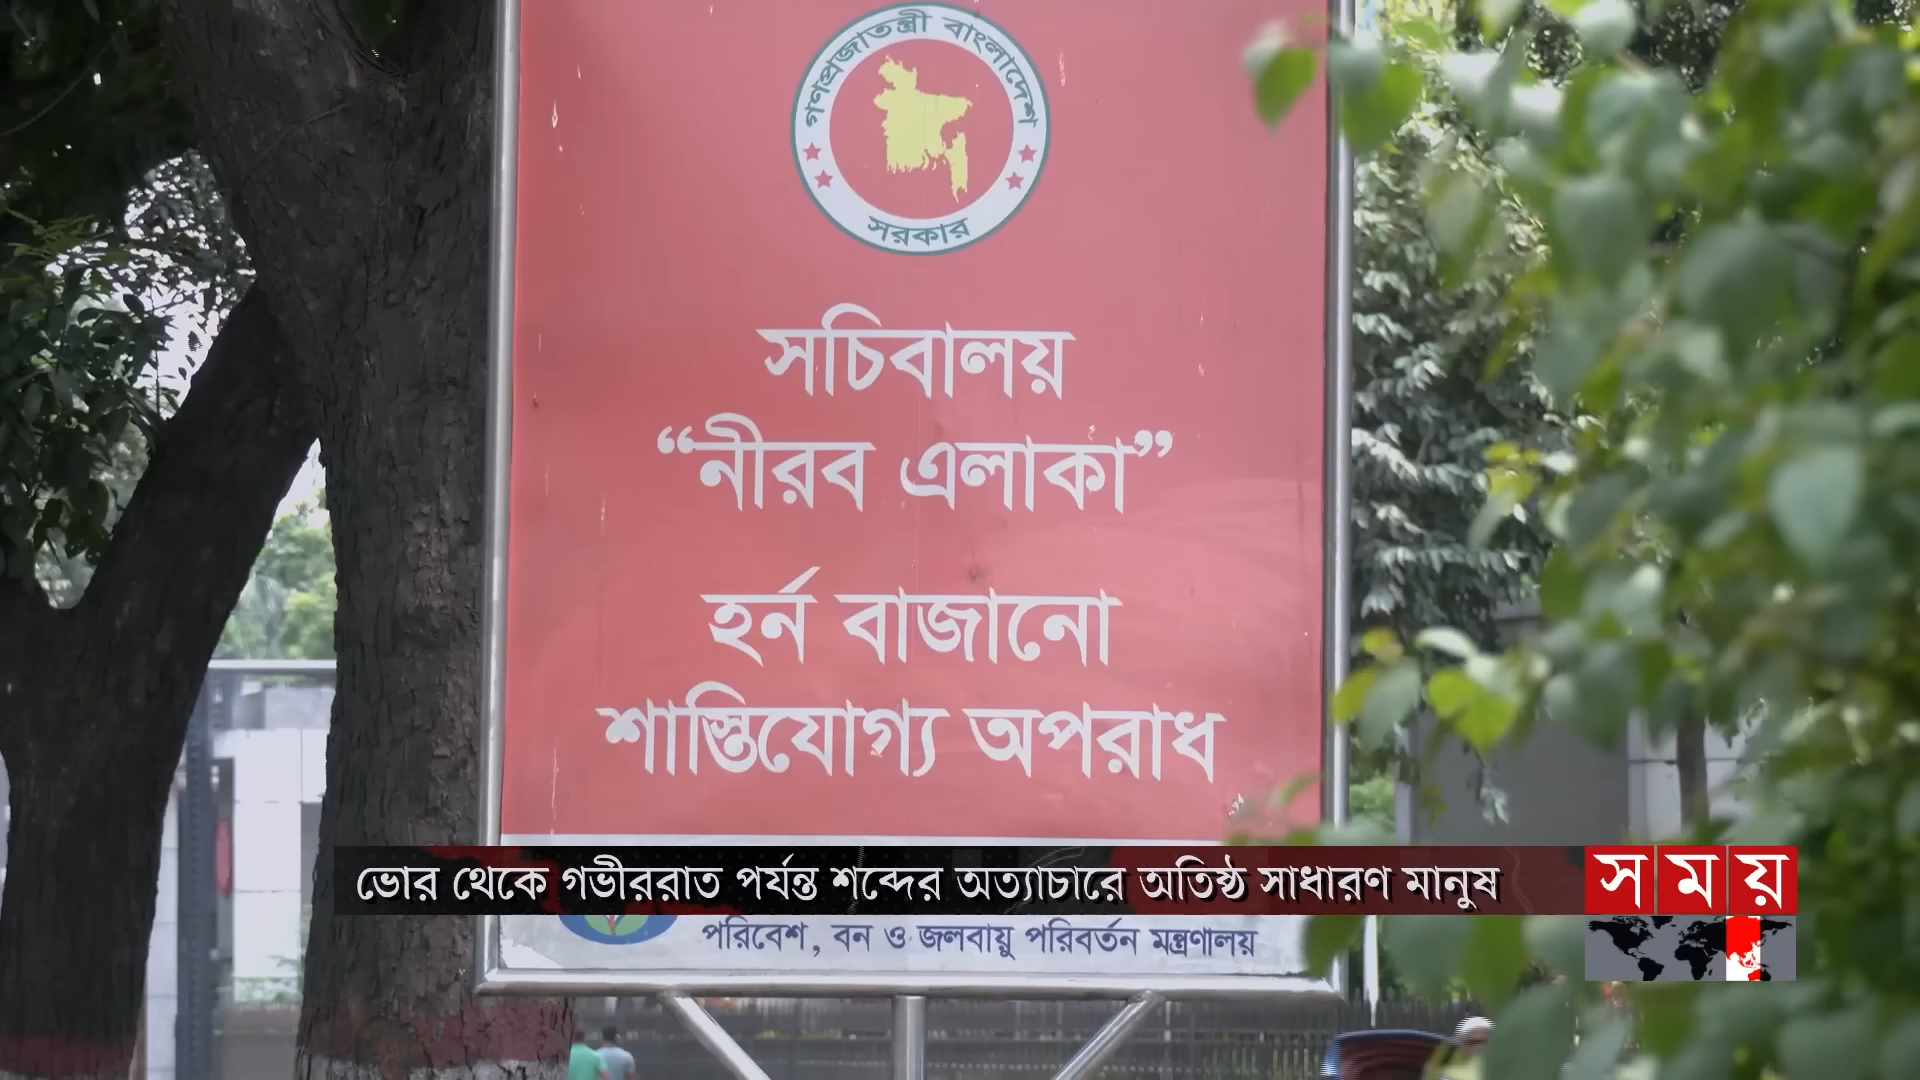 গণপ্রজাতন্ত্রী বাংলাদেশ
সরকার
সচিবালয়
“নীরব এলাকা”
হর্ন বাজানো
শাস্তিযোগ্য অপরাধ
ভোর থেকে গভীররাত পর্যন্ত শব্দের অত্যাচারে অতিষ্ঠ সাধারণ মানুষ
সময়
পরিবেশ, বন ও জলবায়ু পরিবর্তন মন্ত্রণালয়